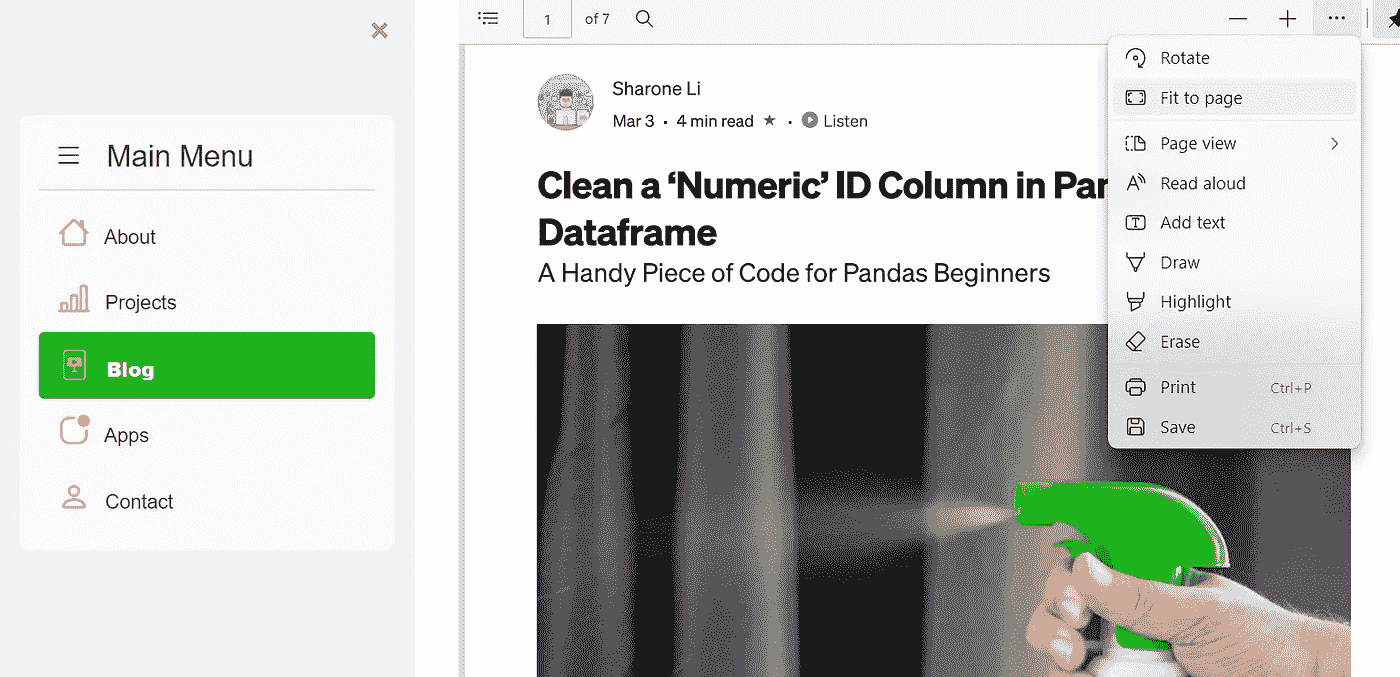 Main Menu
About
Projects
Blog
Apps
Contact
1 of 7
Sharone Li
Mar 3 · 4 min read ★ · Listen
Clean a ‘Numeric’ ID Column in
Dataframe
A Handy Piece of Code for Pandas Beginners
Rotate
Fit to page
Page view
Read aloud
Add text
Draw
Highlight
Erase
Print Ctrl+P
Save Ctrl+S